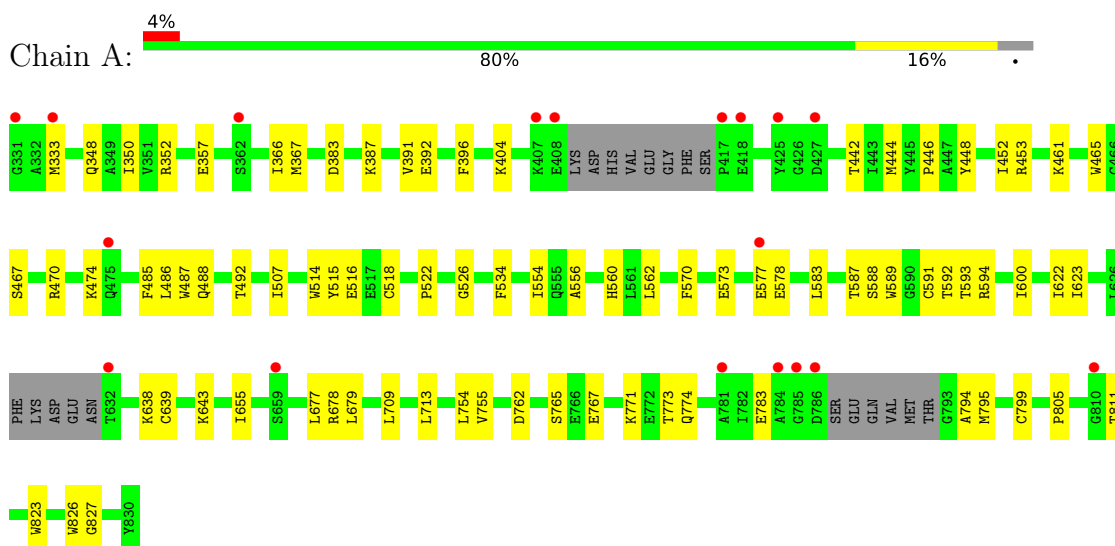 4%
Chain A:
80% 16% •
G331 A332 M333 Q348 A349 I350 V351 R352 E357 S362 I366 M367 D383 K387 V391 E392 F396 K404 K407 E408 LYS ASP HIS VAL GLU GLY PHE SER P417 E418 Y425 G426 D427 T442 I443 M444 Y445 P446 A447 Y448 I452 R453 K461 W465 G466
S467 R470 K474 Q475 F485 L486 W487 Q488 T492 I507 W514 Y515 E516 E517 C518 P522 G526 F534 I554 Q555 A556 H560 L561 L562 F570 E573 E577 E578 L583 T587 S588 W589 G590 C591 T592 T593 R594 I600 I622 I623 L626
PHE LYS ASP GLU ASN T632 K638 C639 K643 I655 S659 L677 R678 L679 L709 L713 L754 V755 D762 S765 E766 E767 K771 E772 T773 Q774 A781 I782 E783 A784 G785 D786 SER GLU GLN VAL MET THR G793 A794 M795 C799 P805 G810 T811
W823 W826 G827 Y830